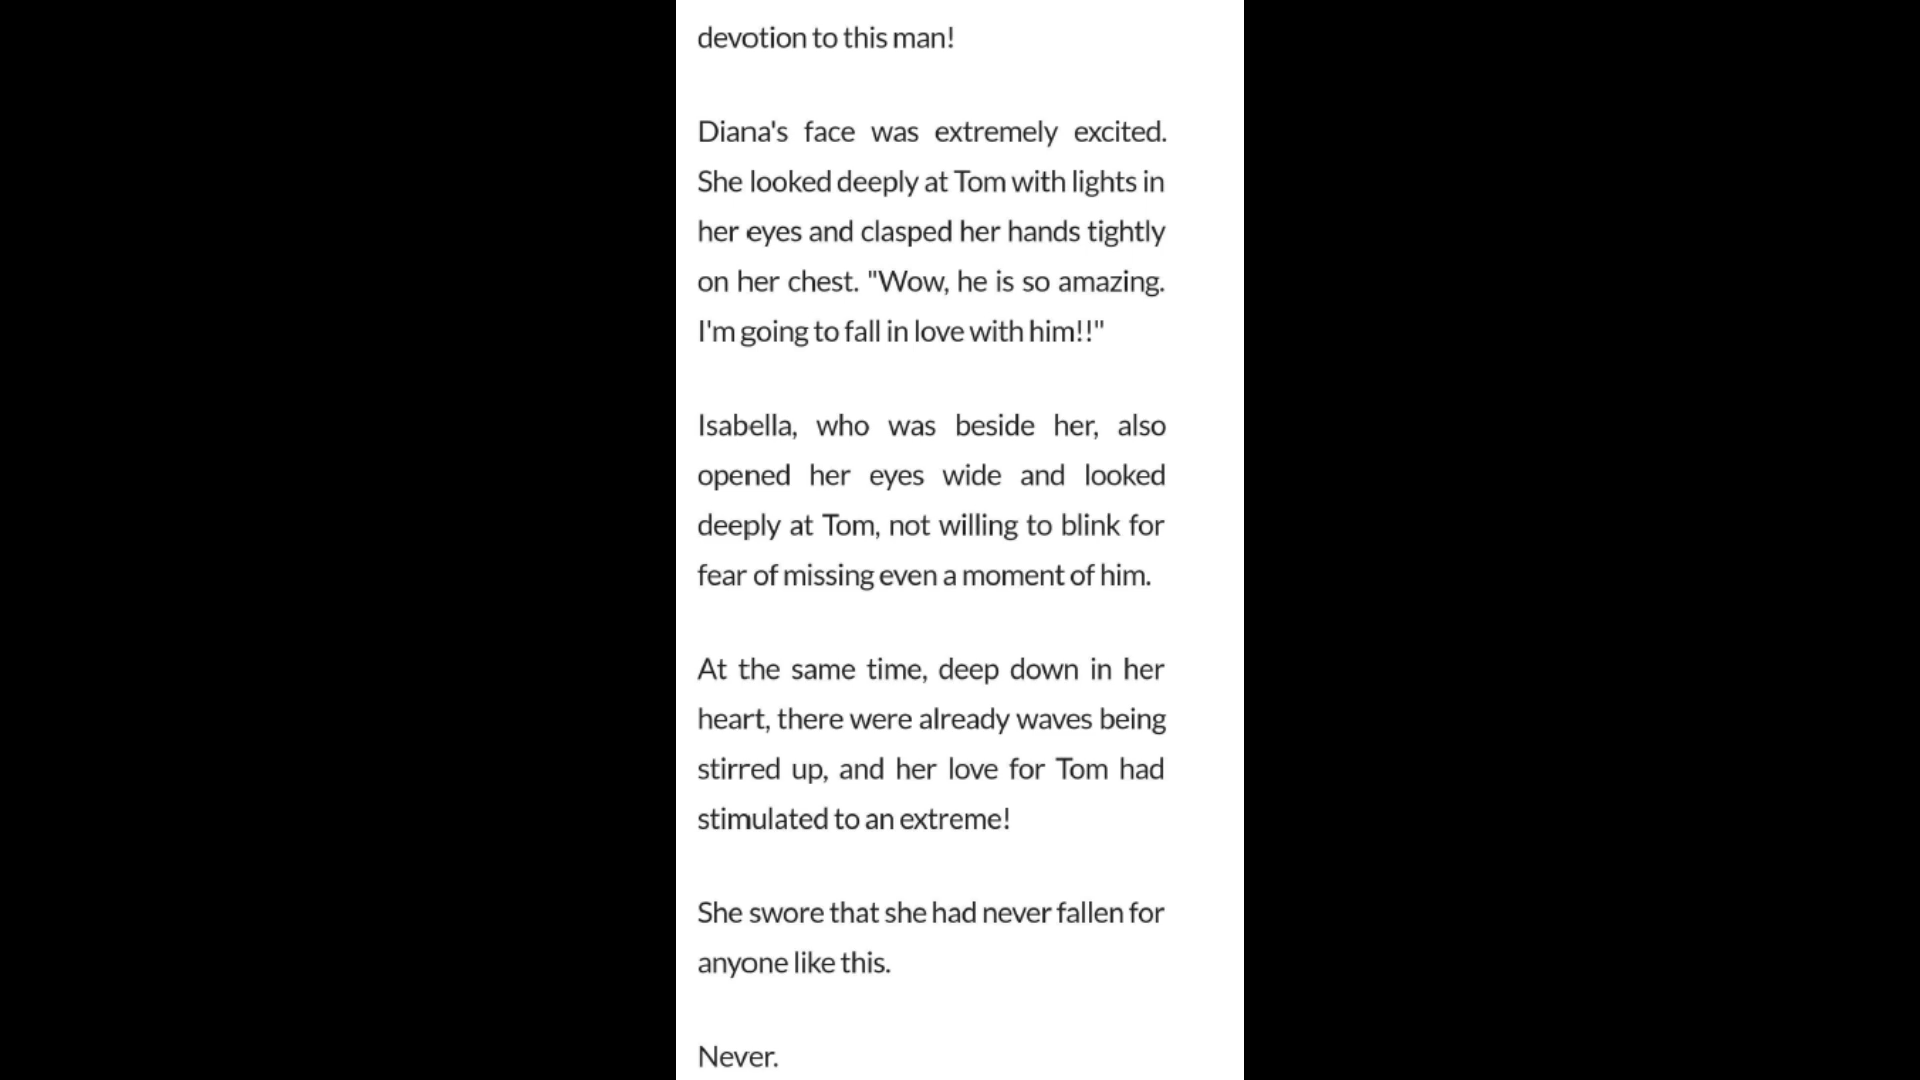 devotion to this man!
Diana's face was extremely excited.
She looked deeply at Tom with lights in
her eyes and clasped her hands tightly
on her chest. "Wow, he is so amazing.
I'm going to fall in love with him!!"
Isabella, who was beside her, also
opened her eyes wide and looked
deeply at Tom, not willing to blink for
fear of missing even a moment of him.
At the same time, deep down in her
heart, there were already waves being
stirred up, and her love for Tom had
stimulated to an extreme!
She swore that she had never fallen for
anyone like this.
Never.